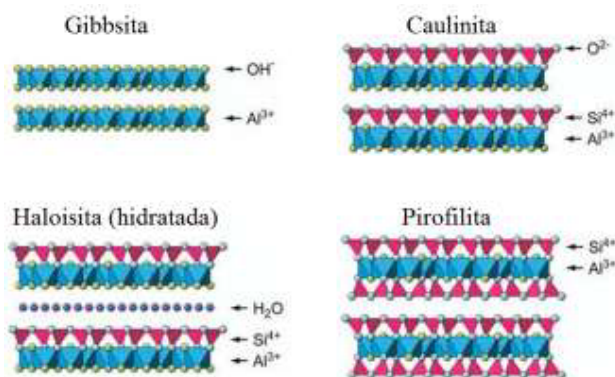 Gibbsita
OH⁻
Al³⁺
Caulinita
O²⁻
Si⁴⁺
Al³⁺
Haloisita (hidratada)
H₂O
Si⁴⁺
Al³⁺
Pirofilita
Si⁴⁺
Al³⁺